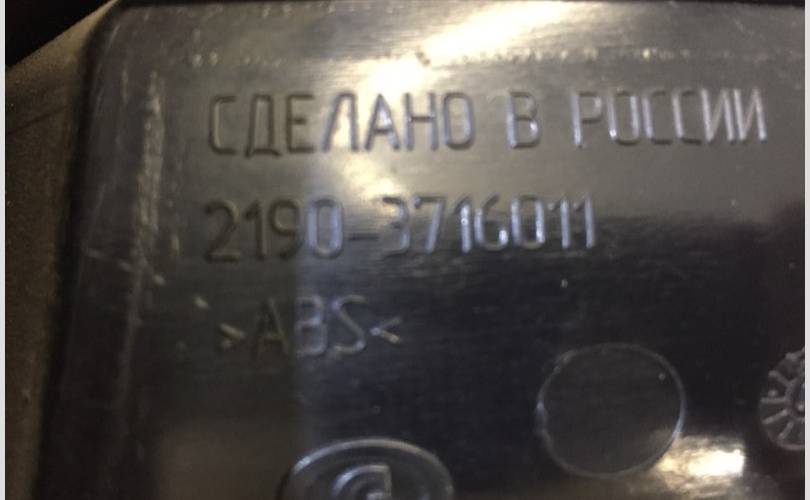 СДЕЛАНО В РОССИИ
2190-3716011
>ABS<